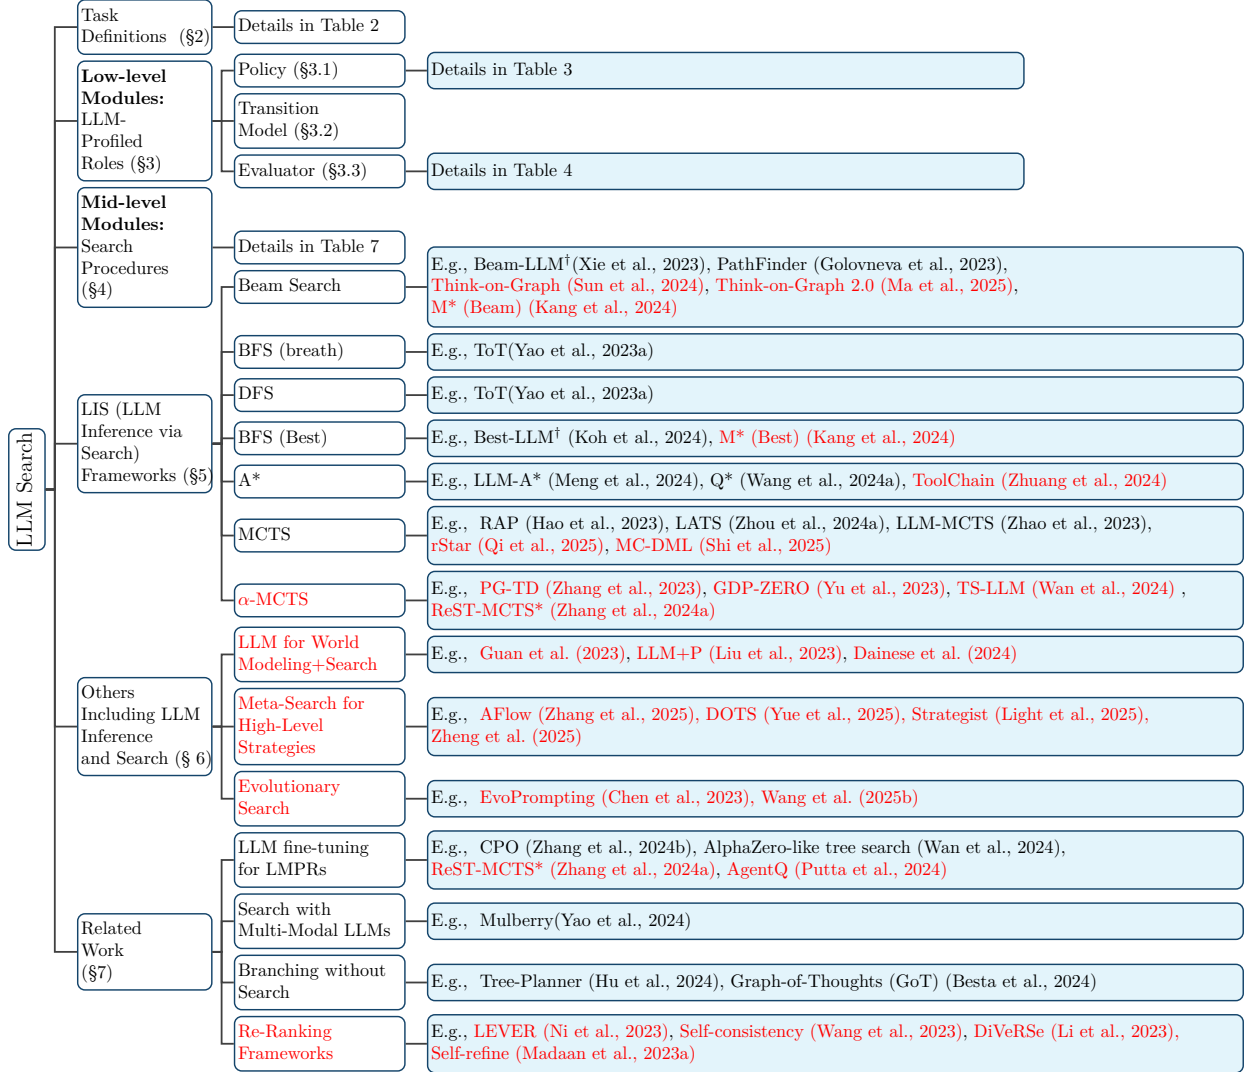 LLM Search
Task
Definitions (§2)
Details in Table 2
Low-level
Modules:
LLM-
Profiled
Roles (§3)
Policy (§3.1)
Details in Table 3
Transition
Model (§3.2)
Evaluator (§3.3)
Details in Table 4
Mid-level
Modules:
Search
Procedures
(§4)
Details in Table 7
LIS (LLM
Inference via
Search)
Frameworks (§5)
Beam Search
E.g., Beam-LLM†(Xie et al., 2023), PathFinder (Golovneva et al., 2023),
Think-on-Graph (Sun et al., 2024), Think-on-Graph 2.0 (Ma et al., 2025),
M* (Beam) (Kang et al., 2024)
BFS (breath)
E.g., ToT(Yao et al., 2023a)
DFS
E.g., ToT(Yao et al., 2023a)
BFS (Best)
E.g., Best-LLM† (Koh et al., 2024), M* (Best) (Kang et al., 2024)
A*
E.g., LLM-A* (Meng et al., 2024), Q* (Wang et al., 2024a), ToolChain (Zhuang et al., 2024)
MCTS
E.g., RAP (Hao et al., 2023), LATS (Zhou et al., 2024a), LLM-MCTS (Zhao et al., 2023),
rStar (Qi et al., 2025), MC-DML (Shi et al., 2025)
α-MCTS
E.g., PG-TD (Zhang et al., 2023), GDP-ZERO (Yu et al., 2023), TS-LLM (Wan et al., 2024) ,
ReST-MCTS* (Zhang et al., 2024a)
Others
Including LLM
Inference
and Search (§ 6)
LLM for World
Modeling+Search
E.g., Guan et al. (2023), LLM+P (Liu et al., 2023), Dainese et al. (2024)
Meta-Search for
High-Level
Strategies
E.g., AFlow (Zhang et al., 2025), DOTS (Yue et al., 2025), Strategist (Light et al., 2025),
Zheng et al. (2025)
Evolutionary
Search
E.g., EvoPrompting (Chen et al., 2023), Wang et al. (2025b)
Related
Work
(§7)
LLM fine-tuning
for LMPRs
E.g., CPO (Zhang et al., 2024b), AlphaZero-like tree search (Wan et al., 2024),
ReST-MCTS* (Zhang et al., 2024a), AgentQ (Putta et al., 2024)
Search with
Multi-Modal LLMs
E.g., Mulberry(Yao et al., 2024)
Branching without
Search
E.g., Tree-Planner (Hu et al., 2024), Graph-of-Thoughts (GoT) (Besta et al., 2024)
Re-Ranking
Frameworks
E.g., LEVER (Ni et al., 2023), Self-consistency (Wang et al., 2023), DiVeRSe (Li et al., 2023),
Self-refine (Madaan et al., 2023a)